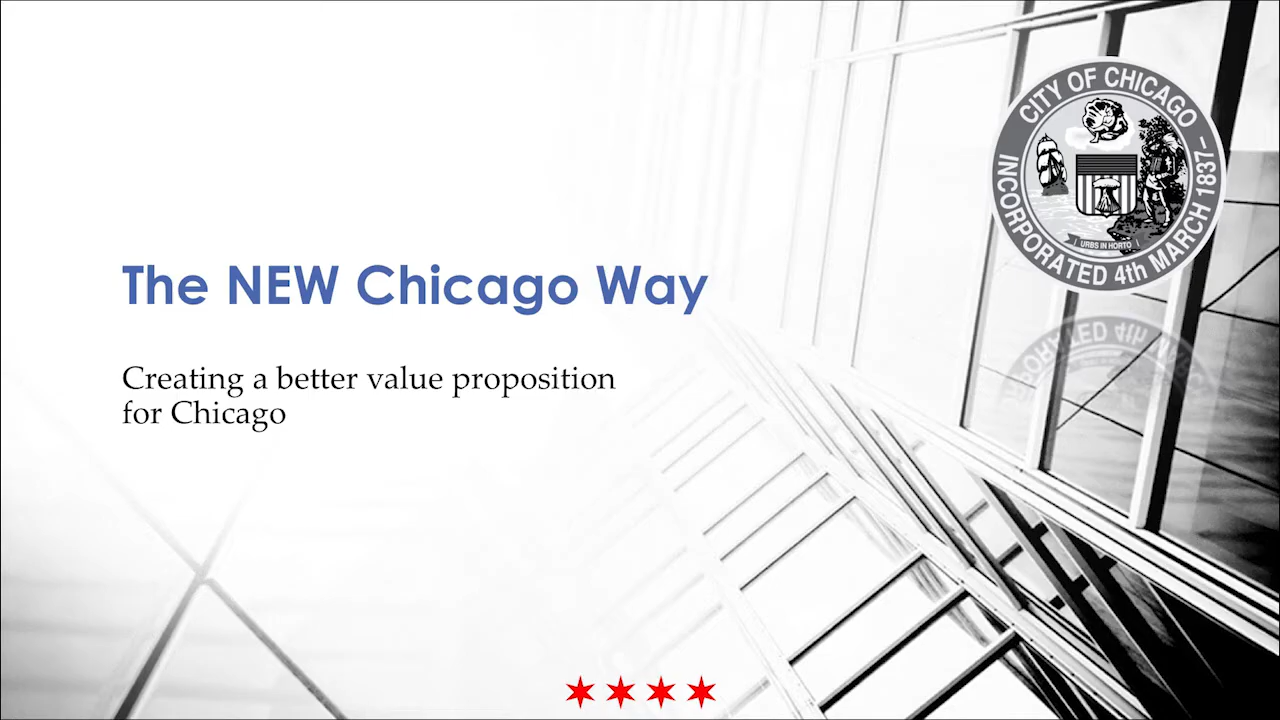 CITY OF CHICAGO
INCORPORATED 4th MARCH 1837
URBS IN HORTO
The NEW Chicago Way
Creating a better value proposition
for Chicago